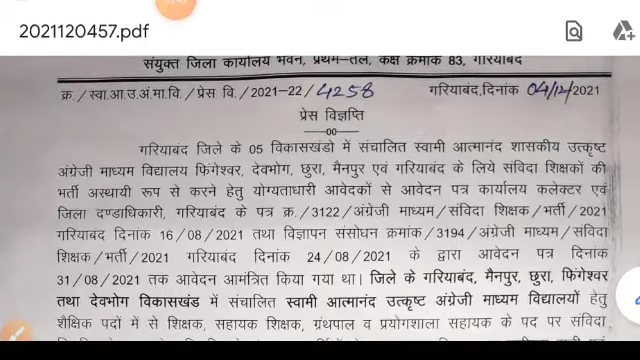 2021120457.pdf
संयुक्त जिला कार्यालय भवन, प्रथम–तल, कक्ष क्रमांक 83, गरियाबंद
क्र./स्वा.आ.उ.अं.मा.वि./प्रेस वि./2021-22/4258 गरियाबंद,दिनांक 04/12/2021
प्रेस विज्ञप्ति
––00––
गरियाबंद जिले के 05 विकासखंडो में संचालित स्वामी आत्मानंद शासकीय उत्कृष्ट
अंग्रेजी माध्यम विद्यालय फिंगेश्वर, देवभोग, छुरा, मैनपुर एवं गरियाबंद के लिये संविदा शिक्षकों की
भर्ती अस्थायी रूप से करने हेतु योग्यताधारी आवेदकों से आवेदन पत्र कार्यालय कलेक्टर एवं
जिला दण्डाधिकारी, गरियाबंद के पत्र क्र./3122/अंग्रेजी माध्यम/संविदा शिक्षक/भर्ती/2021
गरियाबंद दिनांक 16/08/2021 तथा विज्ञापन संसोधन क्रमांक/3194/अंग्रेजी माध्यम/संविदा
शिक्षक/भर्ती/2021 गरियाबंद दिनांक 24/08/2021 के द्वारा आवेदन पत्र दिनांक
31/08/2021 तक आवेदन आमंत्रित किया गया था। जिले के गरियाबंद, मैनपुर, छुरा, फिंगेश्वर
तथा देवभोग विकासखण्ड में संचालित स्वामी आत्मानंद उत्कृष्ट अंग्रेजी माध्यम विद्यालयों हेतु
शैक्षिक पदों में से शिक्षक, सहायक शिक्षक, ग्रंथपाल व प्रयोगशाला सहायक के पद पर संविदा